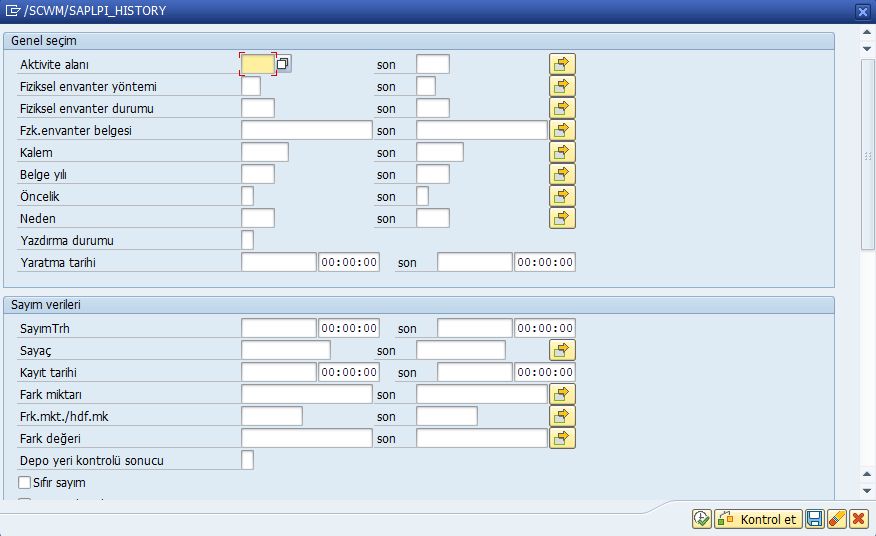 /SCWM/SAPLPI_HISTORY
Genel seçim
Aktivite alanı son
Fiziksel envanter yöntemi son
Fiziksel envanter durumu son
Fzk.envanter belgesi son
Kalem son
Belge yılı son
Öncelik son
Neden son
Yazdırma durumu
Yaratma tarihi 00:00:00 son 00:00:00
Sayım verileri
SayımTrh 00:00:00 son 00:00:00
Sayaç son
Kayıt tarihi 00:00:00 son 00:00:00
Fark miktarı son
Frk.mkt./hdf.mk son
Fark değeri son
Depo yeri kontrolü sonucu
Sıfır sayım
Kontrol et